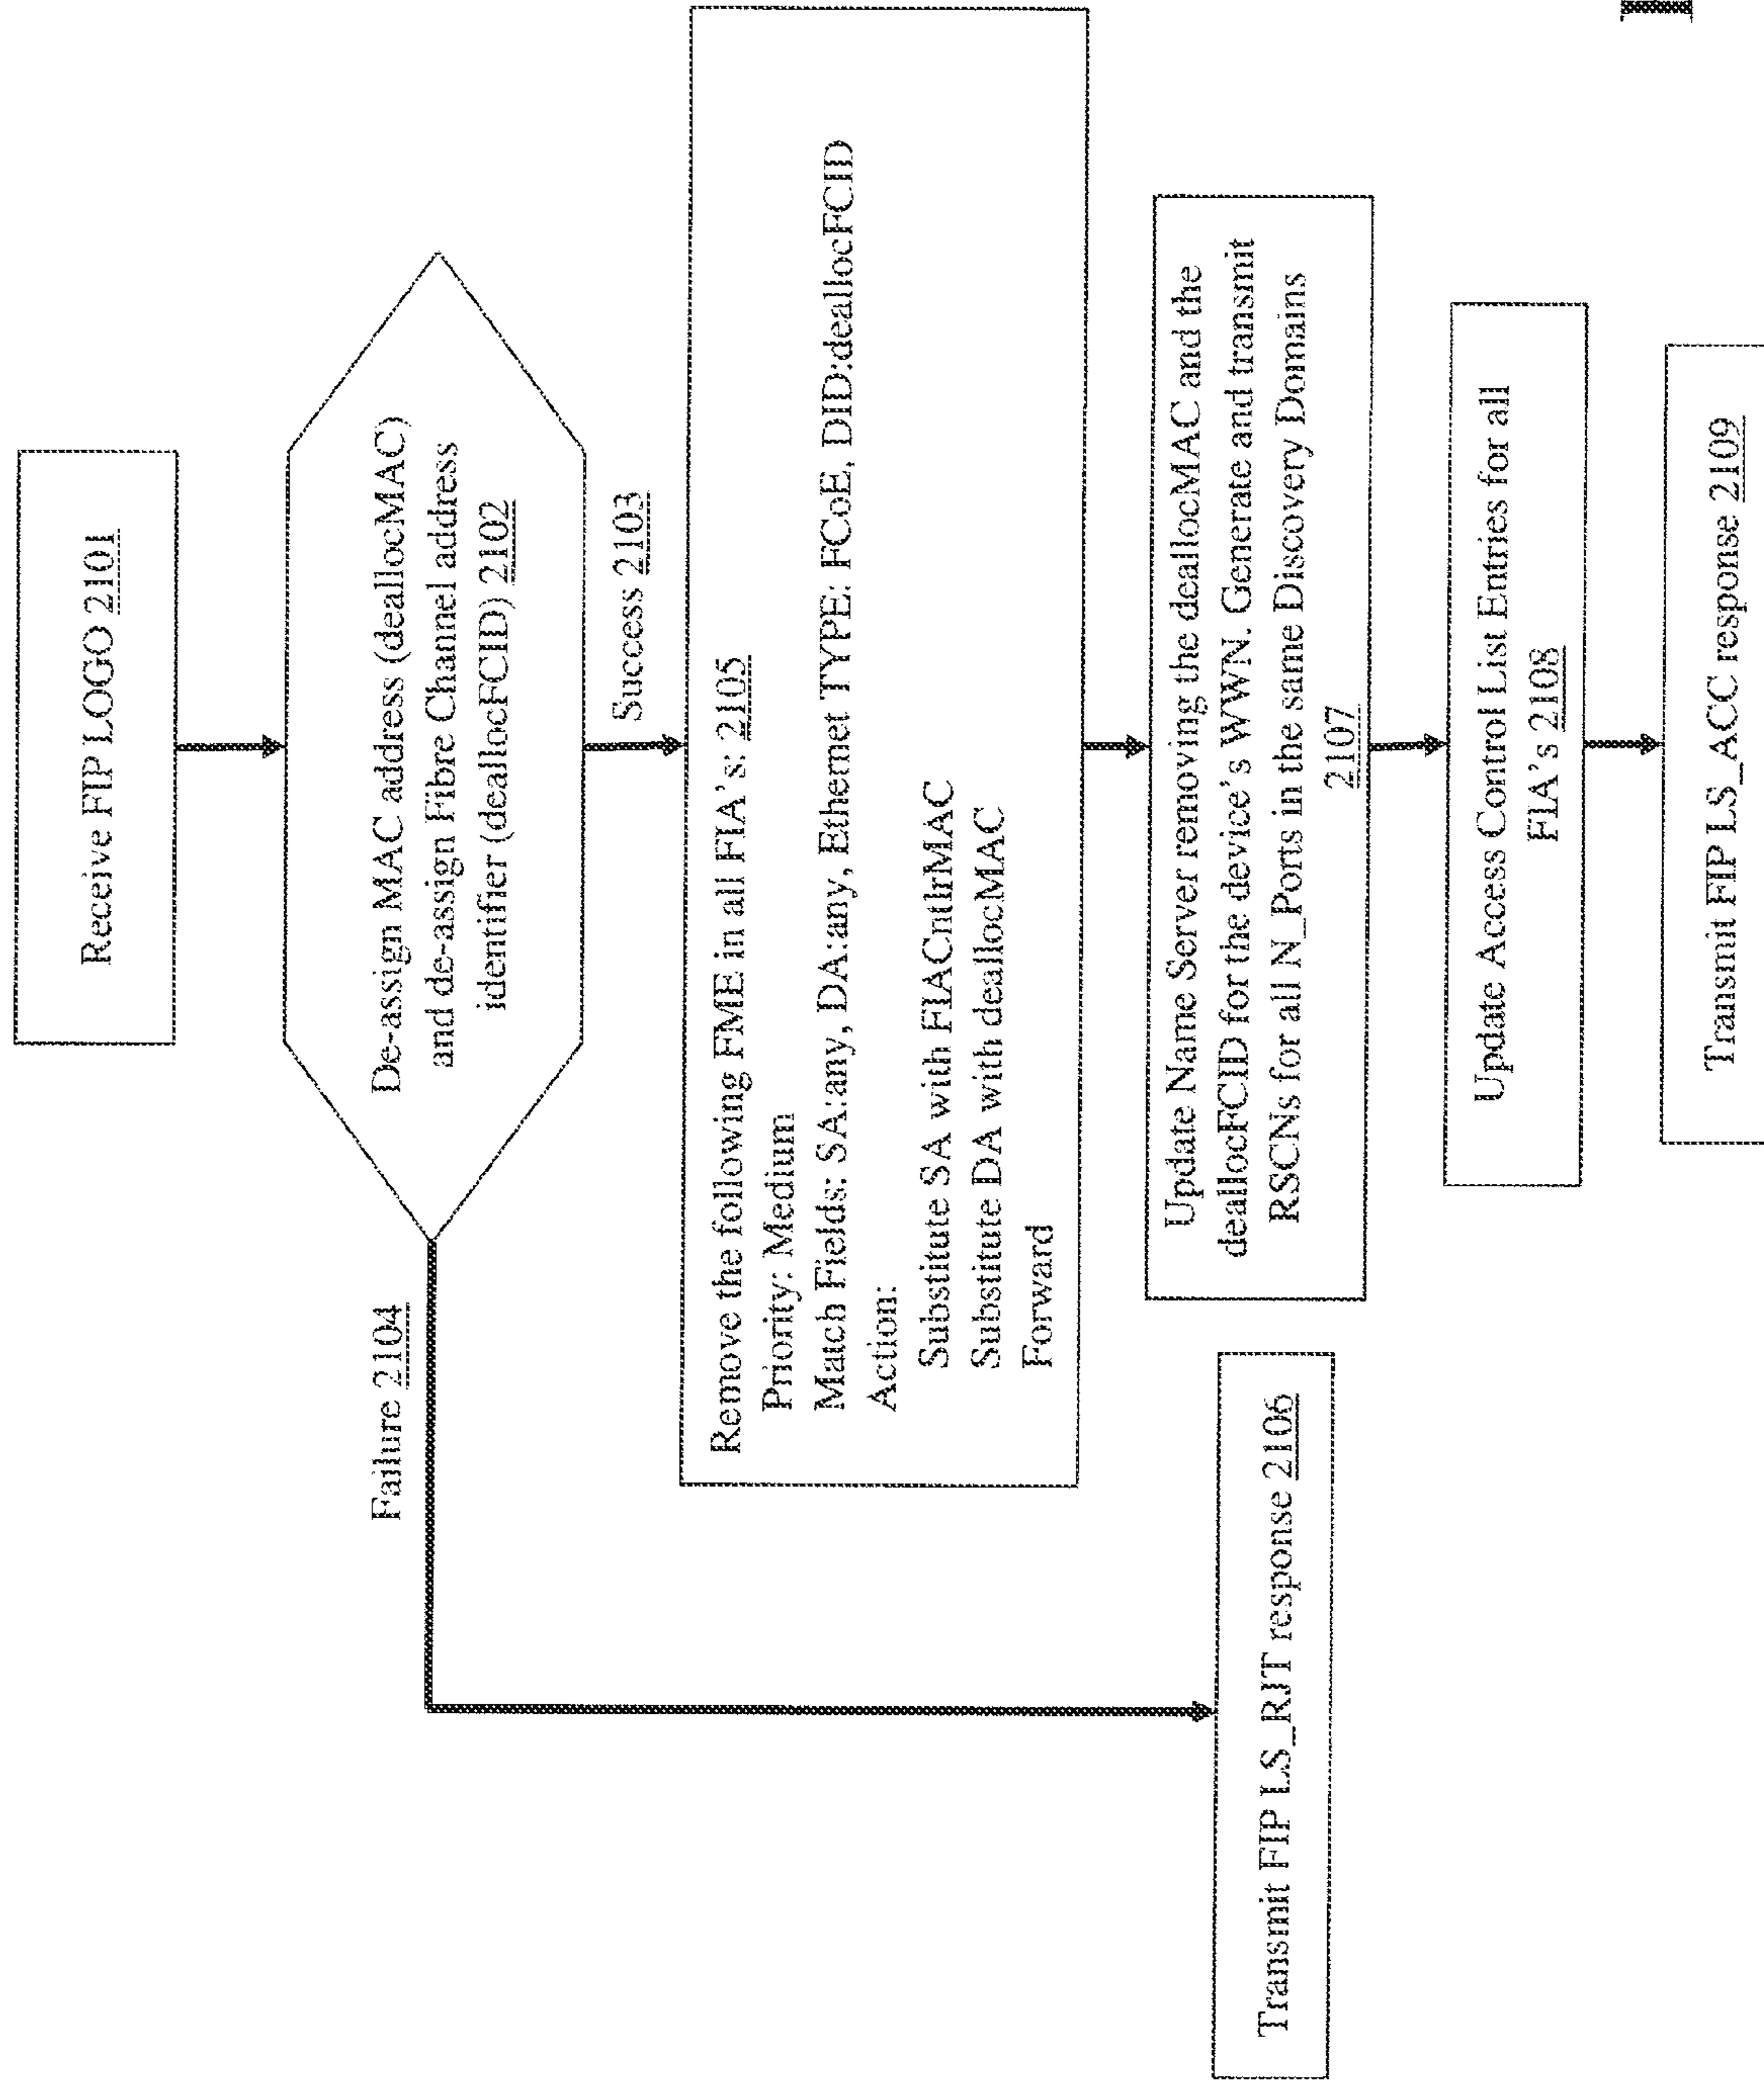 Receive FIP LOGO 2101
De-assign MAC address (deallocMAC)
and de-assign Fibre Channel address
identifier (deallocFCID) 2102
Failure 2104
Success 2103
Remove the following FME in all FIA's: 2105
Priority: Medium
Match Fields: SA:any, DA:any, Ethernet TYPE: FCoE, DID:deallocFCID
Action:
Substitute SA with FIACntlrMAC
Substitute DA with deallocMAC
Forward
Transmit FIP LS_RJT response 2106
Update Name Server removing the deallocMAC and the
deallocFCID for the device's WWN. Generate and transmit
RSCNs for all N_Ports in the same Discovery Domains
2107
Update Access Control List Entries for all
FIA's 2108
Transmit FIP LS_ACC response 2109